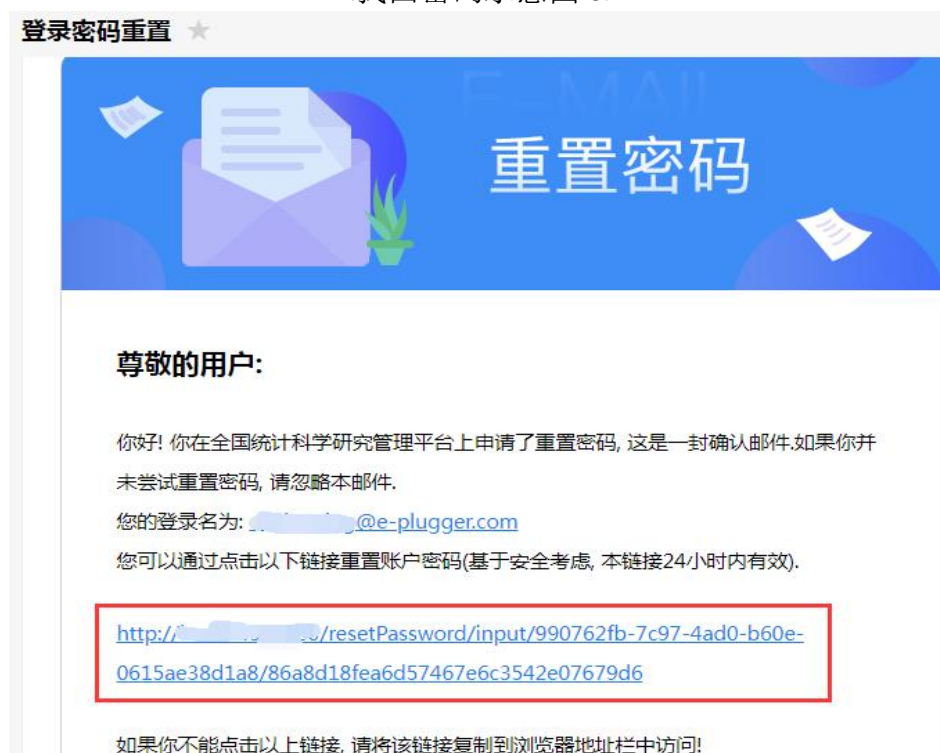 登录密码重置
E-MAIL
重置密码
尊敬的用户:
你好! 你在全国统计科学研究管理平台上申请了重置密码, 这是一封确认邮件.如果你并
未尝试重置密码, 请忽略本邮件.
您的登录名为: @e-plugger.com
您可以通过点击以下链接重置账户密码(基于安全考虑, 本链接24小时内有效).
http:// /resetPassword/input/990762fb-7c97-4ad0-b60e-
0615ae38d1a8/86a8d18fea6d57467e6c3542e07679d6
如果你不能点击以上链接, 请将该链接复制到浏览器地址栏中访问!